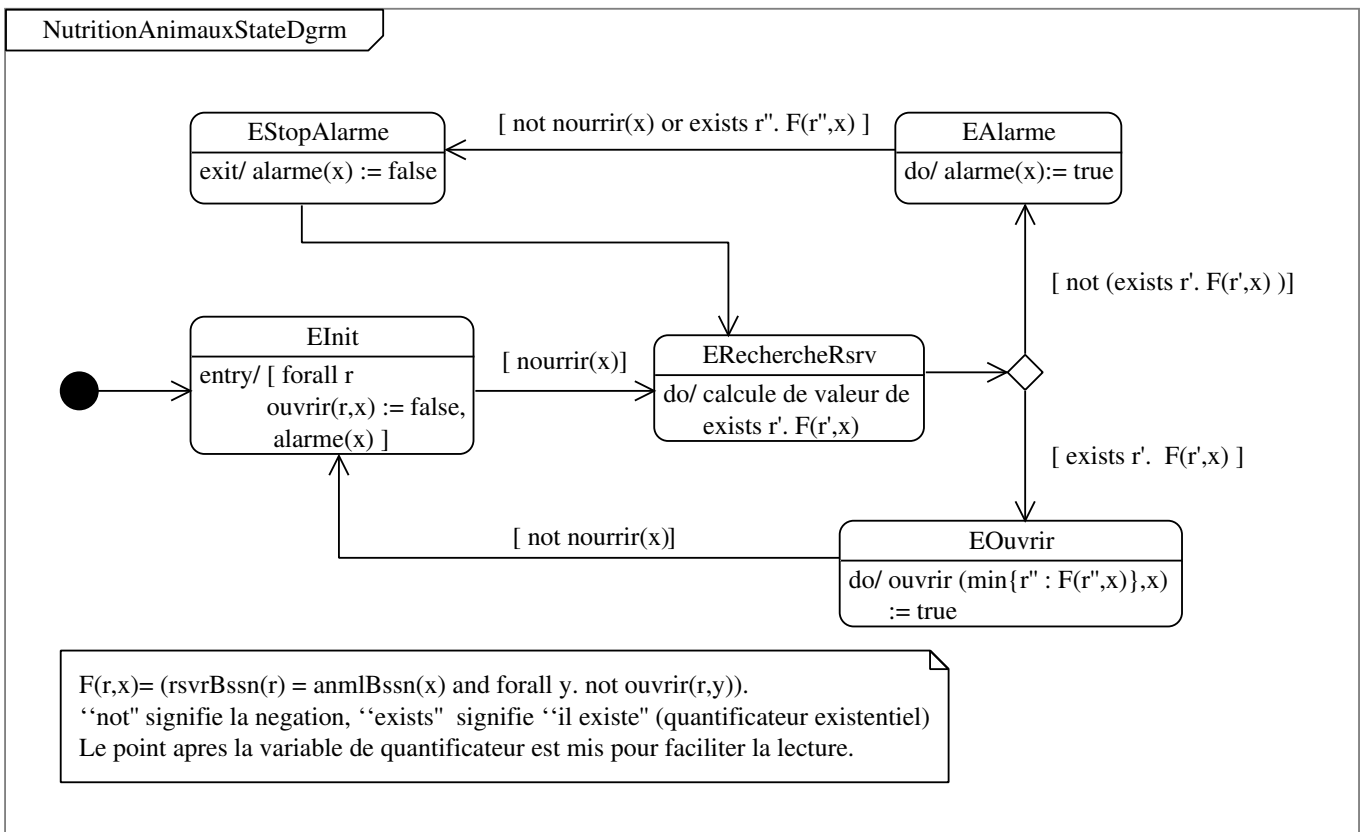 NutritionAnimauxStateDgrm
EStopAlarme
exit/ alarme(x) := false
[ not nourrir(x) or exists r''. F(r'',x) ]
EAlarme
do/ alarme(x):= true
[ not (exists r'. F(r',x) )]
EInit
entry/ [ forall r
ouvrir(r,x) := false,
alarme(x) ]
[ nourrir(x)]
ERechercheRsrv
do/ calcule de valeur de
exists r'. F(r',x)
[ exists r'.  F(r',x) ]
[ not nourrir(x)]
EOuvrir
do/ ouvrir (min{r'' : F(r'',x)},x)
:= true
F(r,x)= (rsvrBssn(r) = anmlBssn(x) and forall y. not ouvrir(r,y)).
‘‘not'' signifie la negation, ‘‘exists''  signifie ‘‘il existe'' (quantificateur existentiel)
Le point apres la variable de quantificateur est mis pour faciliter la lecture.